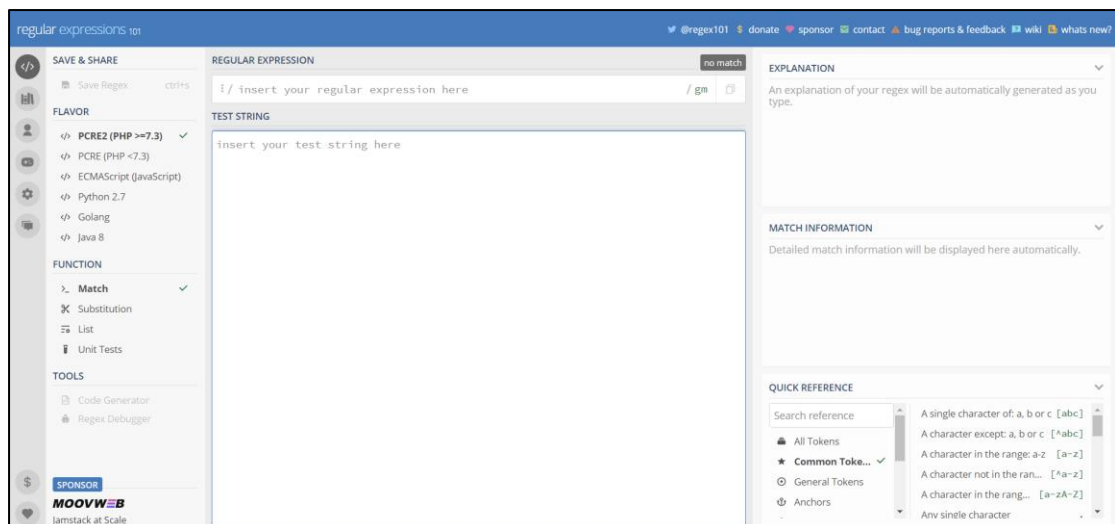 regular expressions 101
@regex101 $ donate sponsor contact bug reports & feedback wiki whats new?
SAVE & SHARE
Save Regex ctrl+s
FLAVOR
PCRE2 (PHP >=7.3)
PCRE (PHP <7.3)
ECMAScript (JavaScript)
Python 2.7
Golang
Java 8
FUNCTION
Match
Substitution
List
Unit Tests
TOOLS
Code Generator
Regex Debugger
SPONSOR
MOOVWEB
Jamstack at Scale
REGULAR EXPRESSION
no match
/ insert your regular expression here / gm
TEST STRING
insert your test string here
EXPLANATION
An explanation of your regex will be automatically generated as you
type.
MATCH INFORMATION
Detailed match information will be displayed here automatically.
QUICK REFERENCE
Search reference
All Tokens
Common Toke...
General Tokens
Anchors
A single character of: a, b or c [abc]
A character except: a, b or c [^abc]
A character in the range: a-z [a-z]
A character not in the ran... [^a-z]
A character in the rang... [a-zA-Z]
Any single character .